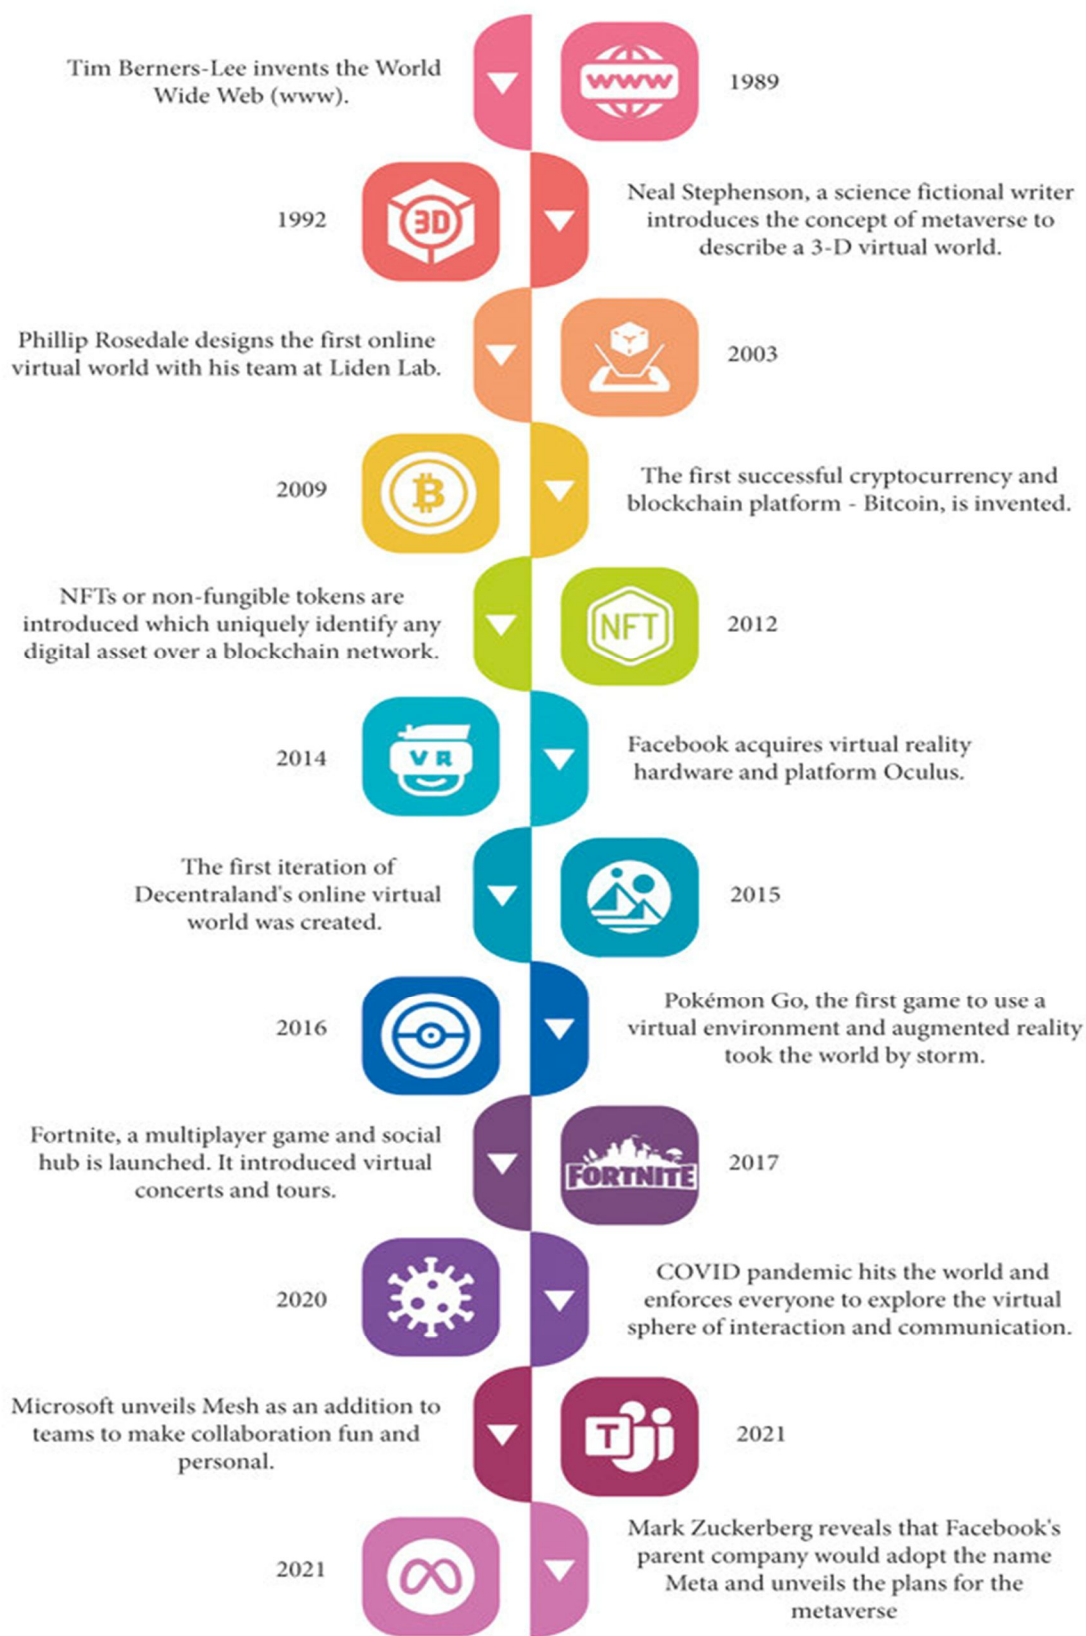 Tim Berners-Lee invents the World
Wide Web (www).
www
1989
1992
3D
Neal Stephenson, a science fictional writer
introduces the concept of metaverse to
describe a 3-D virtual world.
Phillip Rosedale designs the first online
virtual world with his team at Liden Lab.
2003
2009
B
The first successful cryptocurrency and
blockchain platform - Bitcoin, is invented.
NFTs or non-fungible tokens are
introduced which uniquely identify any
digital asset over a blockchain network.
NFT
2012
2014
VR
Facebook acquires virtual reality
hardware and platform Oculus.
The first iteration of
Decentraland's online virtual
world was created.
2015
2016
Pokémon Go, the first game to use a
virtual environment and augmented reality
took the world by storm.
Fortnite, a multiplayer game and social
hub is launched. It introduced virtual
concerts and tours.
FORTNITE
2017
2020
COVID pandemic hits the world and
enforces everyone to explore the virtual
sphere of interaction and communication.
Microsoft unveils Mesh as an addition to
teams to make collaboration fun and
personal.
T
2021
2021
Mark Zuckerberg reveals that Facebook's
parent company would adopt the name
Meta and unveils the plans for the
metaverse